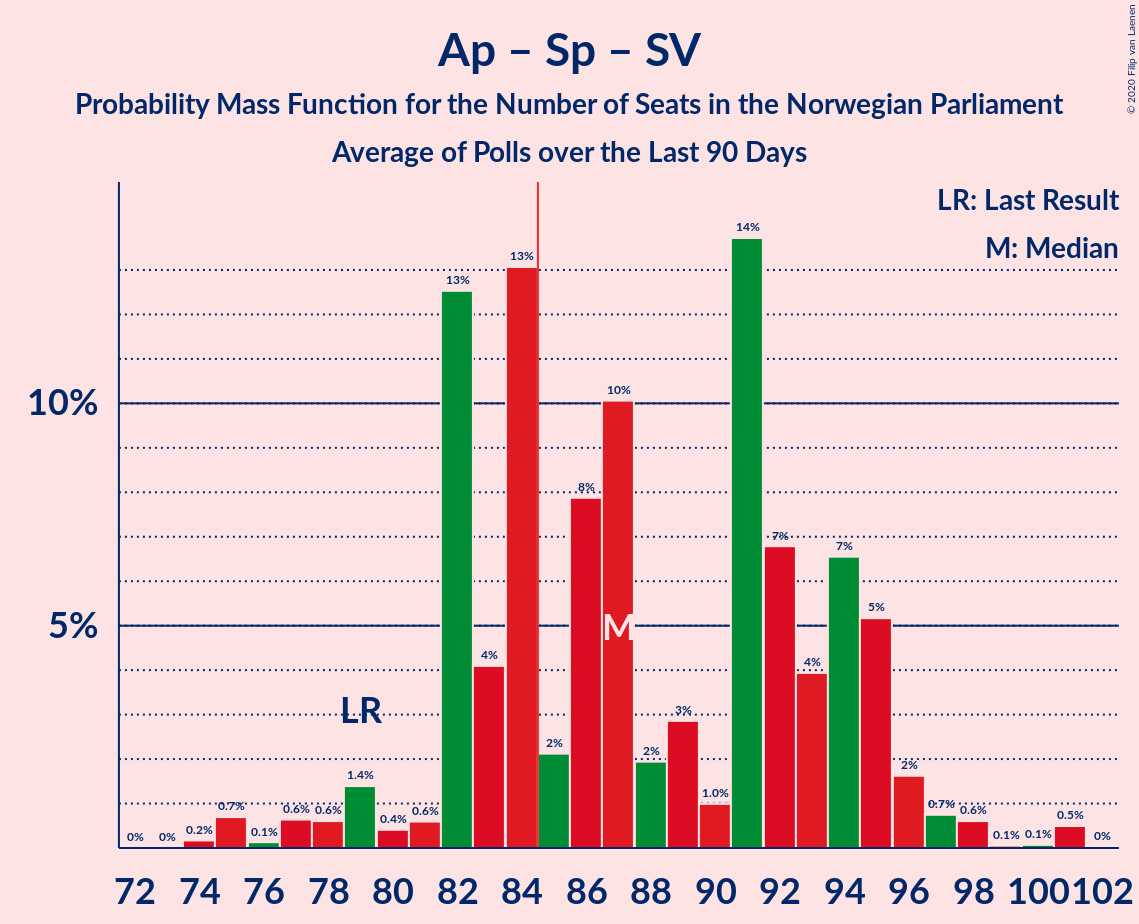 Ap – Sp – SV
Probability Mass Function for the Number of Seats in the Norwegian Parliament
Average of Polls over the Last 90 Days
© 2020 Filip van Laenen
LR: Last Result
M: Median
14%
13%
13%
10%
10%
8%
7%
7%
5%
5%
M
4%
4%
LR
3%
2%
2%
2%
1.4%
1.0%
0% 0% 0.2% 0.7% 0.1% 0.6% 0.6% 0.4% 0.6% 0.7% 0.6% 0.1% 0.1% 0.5% 0%
72 74 76 78 80 82 84 86 88 90 92 94 96 98 100 102